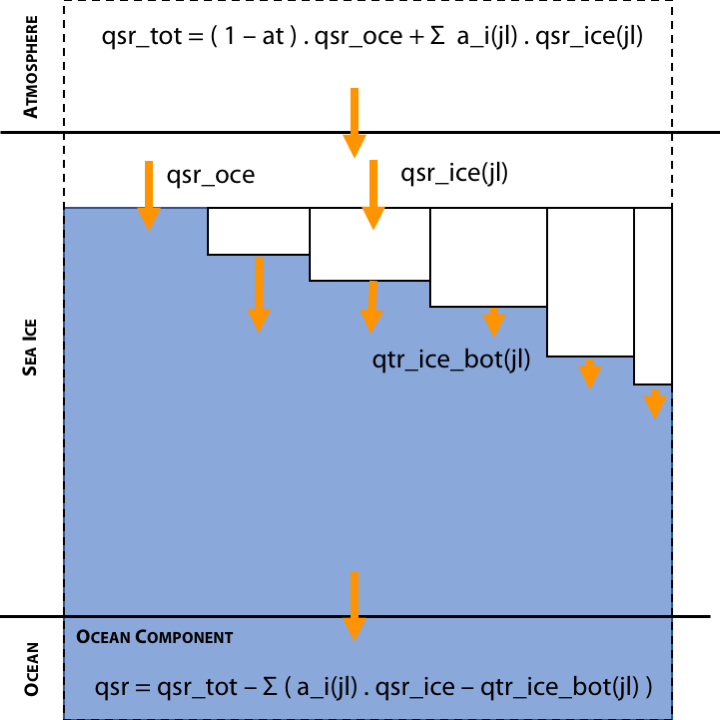 ATMOSPHERE
qsr_tot = ( 1 – at ) . qsr_oce + Σ a_i(jl) . qsr_ice(jl)
qsr_oce
qsr_ice(jl)
SEA ICE
qtr_ice_bot(jl)
OCEAN COMPONENT
OCEAN
qsr = qsr_tot – Σ ( a_i(jl) . qsr_ice – qtr_ice_bot(jl) )